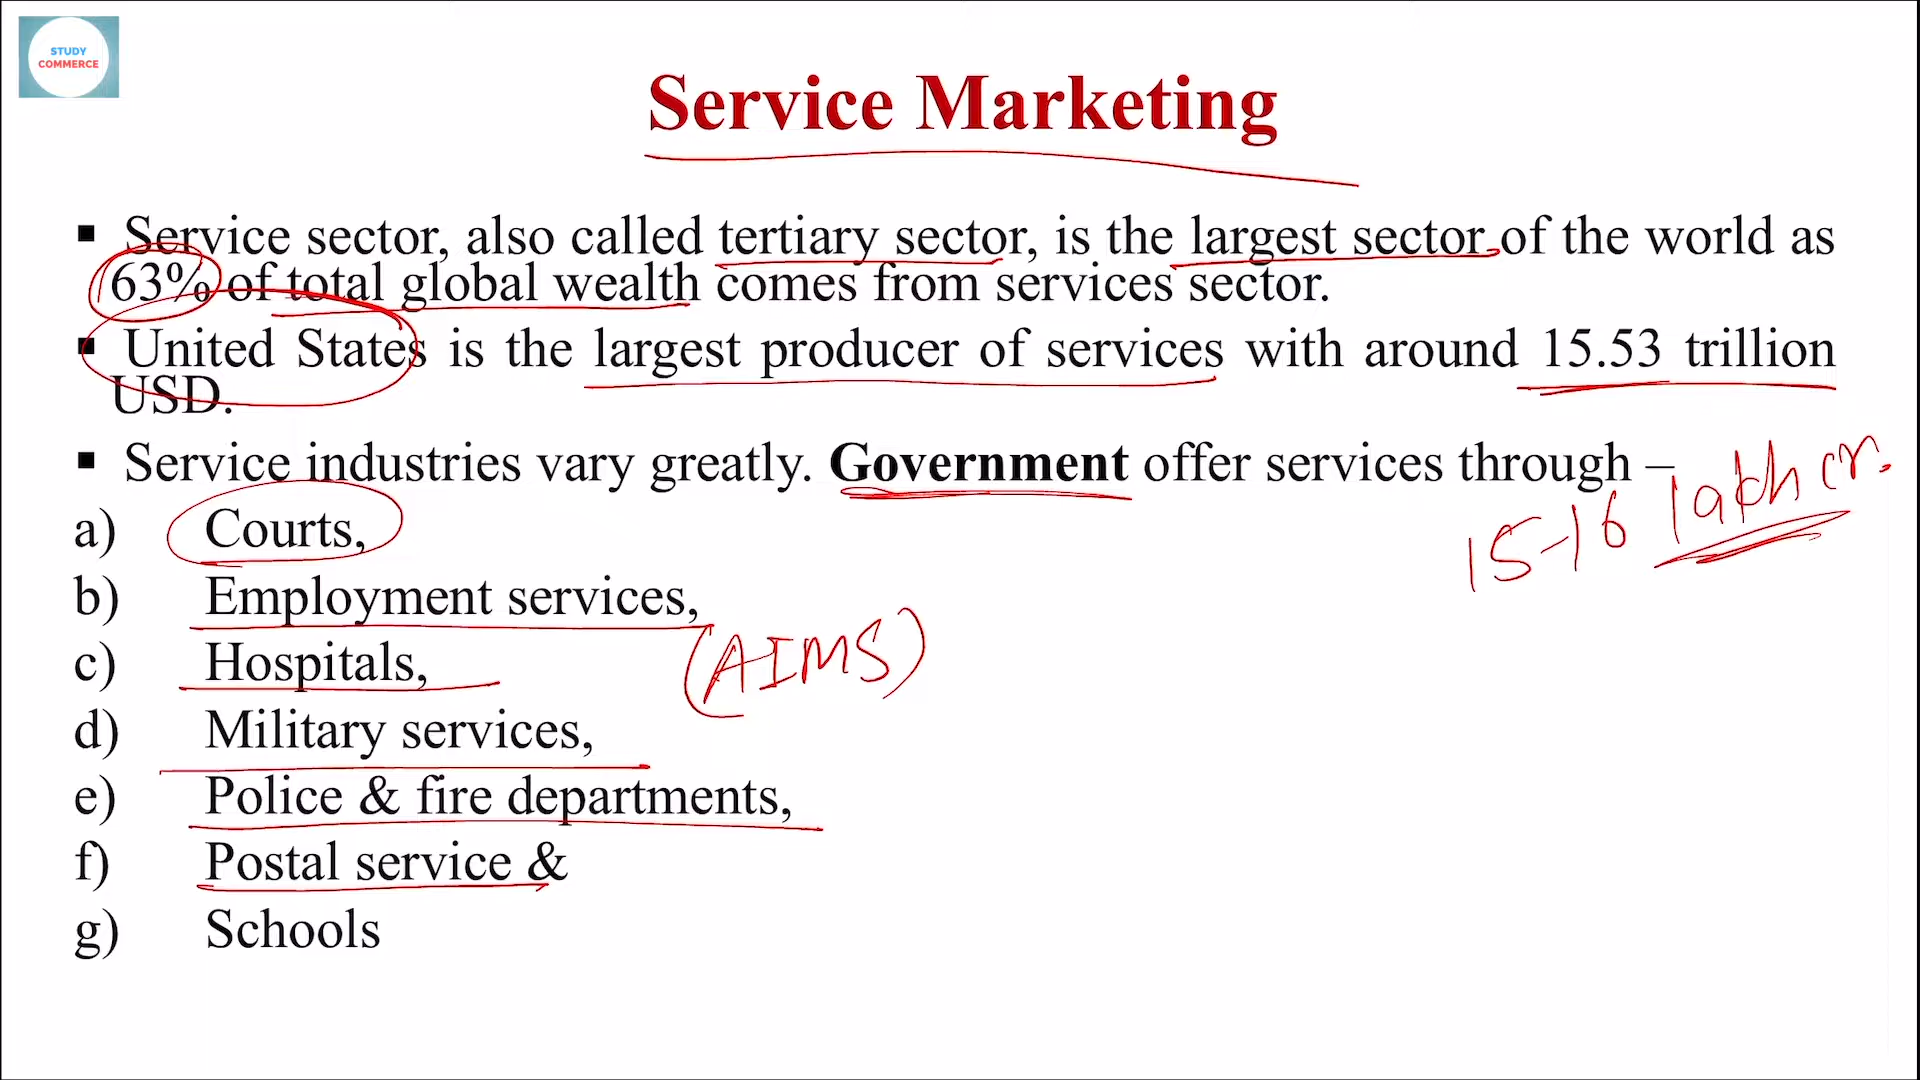 STUDY
COMMERCE
Service Marketing
▪ Service sector, also called tertiary sector, is the largest sector of the world as
63% of total global wealth comes from services sector.
▪ United States is the largest producer of services with around 15.53 trillion
USD.
▪ Service industries vary greatly. Government offer services through –
15-16 lakh cr.
a) Courts,
b) Employment services,
c) Hospitals,
(AIMS)
d) Military services,
e) Police & fire departments,
f) Postal service &
g) Schools